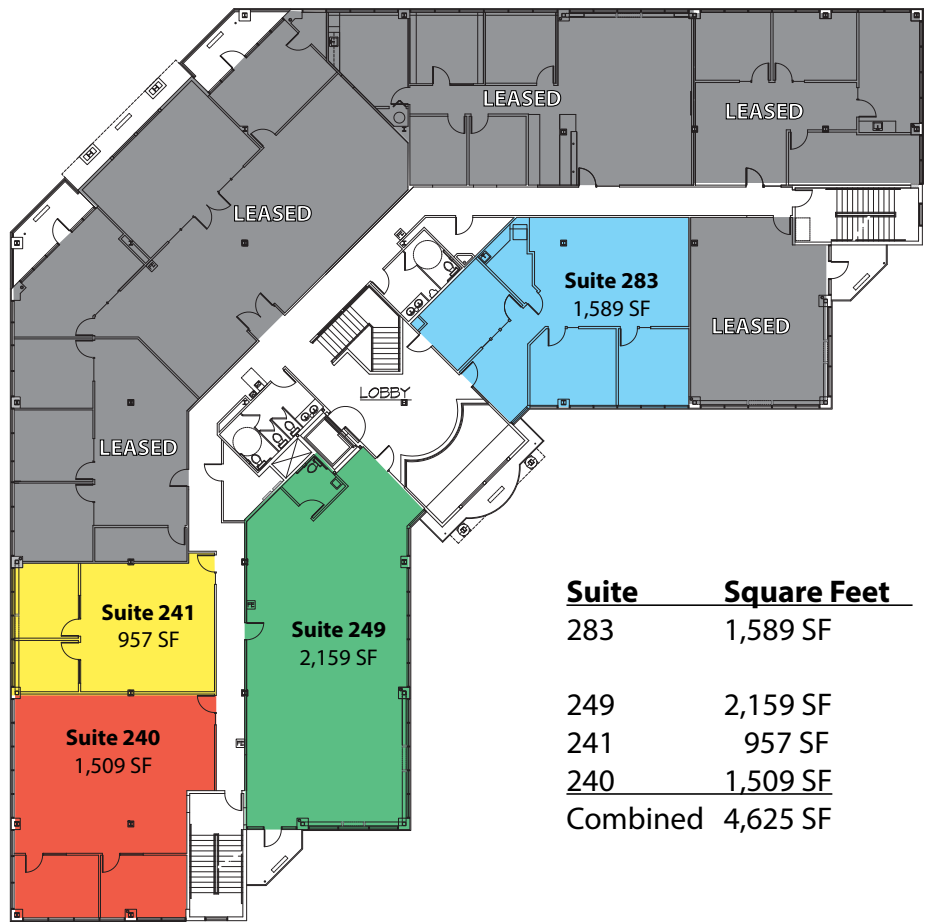 LEASED
LEASED
LEASED
Suite 283
1,589 SF
LEASED
LOBBY
LEASED
Suite 241
957 SF
Suite 249
2,159 SF
Suite 240
1,509 SF
Suite Square Feet
283 1,589 SF
249 2,159 SF
241 957 SF
240 1,509 SF
Combined 4,625 SF